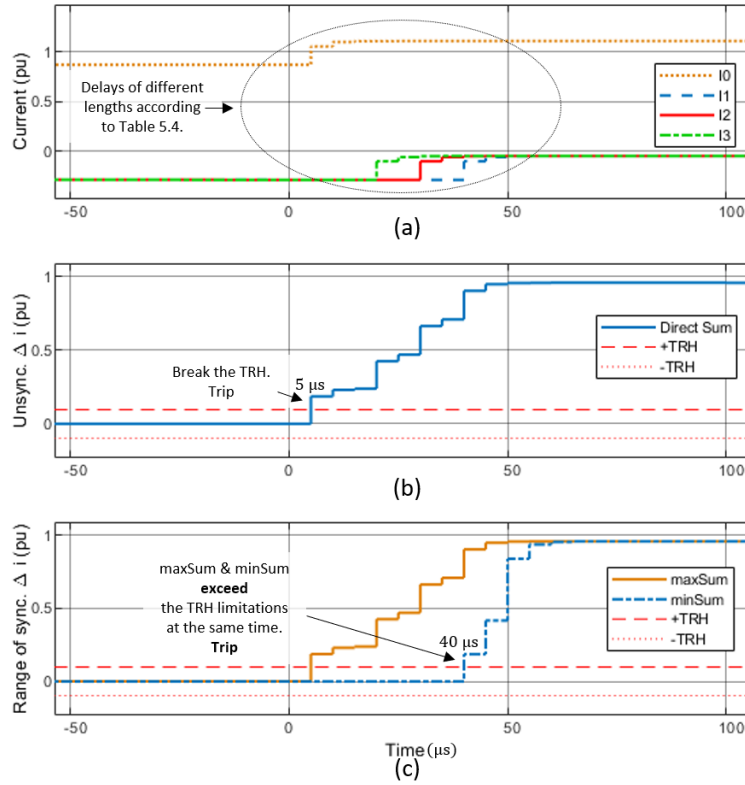 Current (pu)
1
0.5
0
Delays of different
lengths according
to Table 5.4.
I0
I1
I2
I3
-50
0
50
100
(a)
Unsync. Δ i (pu)
1
0.5
0
Break the TRH.
Trip
5 μs
Direct Sum
+TRH
-TRH
-50
0
50
100
(b)
Range of sync. Δ i (pu)
1
0.5
0
maxSum & minSum
exceed
the TRH limitations
at the same time.
Trip
40 μs
maxSum
minSum
+TRH
-TRH
-50
0
50
100
Time (μs)
(c)